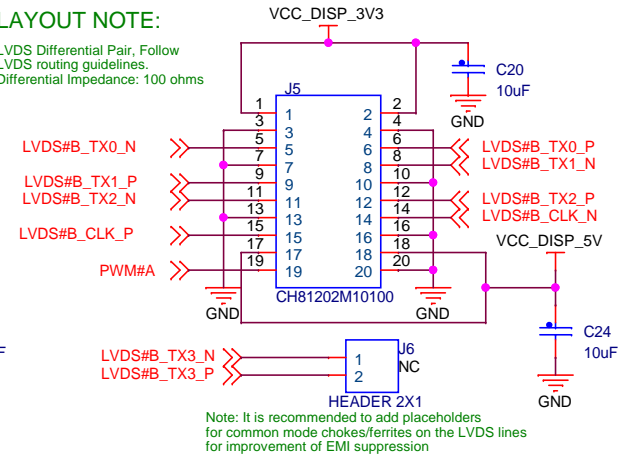 LAYOUT NOTE:
LVDS Differential Pair, Follow
LVDS routing guidelines.
Differential Impedance: 100 ohms
VCC_DISP_3V3
C20
10uF
GND
J5
1 1 2 2
3 3 4 4
LVDS#B_TX0_N 5 5 6 6 LVDS#B_TX0_P
7 7 8 8 LVDS#B_TX1_N
LVDS#B_TX1_P 9 9 10 10
LVDS#B_TX2_N 11 11 12 12 LVDS#B_TX2_P
13 13 14 14 LVDS#B_CLK_N
LVDS#B_CLK_P 15 15 16 16
17 17 18 18
PWM#A 19 19 20 20
VCC_DISP_5V
CH81202M10100
GND
GND
C24
10uF
GND
F
LVDS#B_TX3_N 1
LVDS#B_TX3_P 2
J6
NC
HEADER 2X1
Note: It is recommended to add placeholders
for common mode chokes/ferrites on the LVDS lines
for improvement of EMI suppression